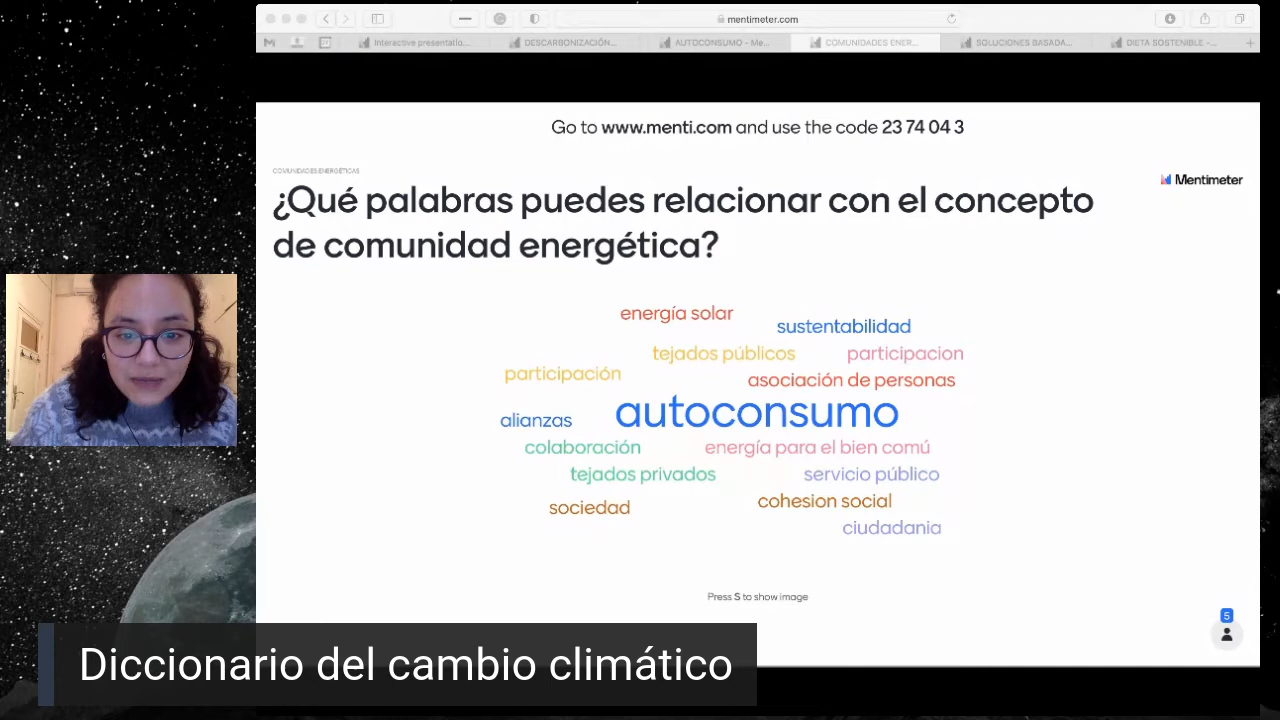 mentimeter.com
Interactive presentatio...
DESCARBONIZACIÓN...
AUTOCONSUMO - Me...
COMUNIDADES ENER...
SOLUCIONES BASADA...
DIETA SOSTENIBLE -...
Go to www.menti.com and use the code 23 74 04 3
COMUNIDADES ENERGÉTICAS
Mentimeter
¿Qué palabras puedes relacionar con el concepto
de comunidad energética?
energía solar
sustentabilidad
tejados públicos
participacion
participación
asociación de personas
alianzas
autoconsumo
colaboración
energía para el bien comú
tejados privados
servicio público
sociedad
cohesion social
ciudadania
Press S to show image
5
Diccionario del cambio climático